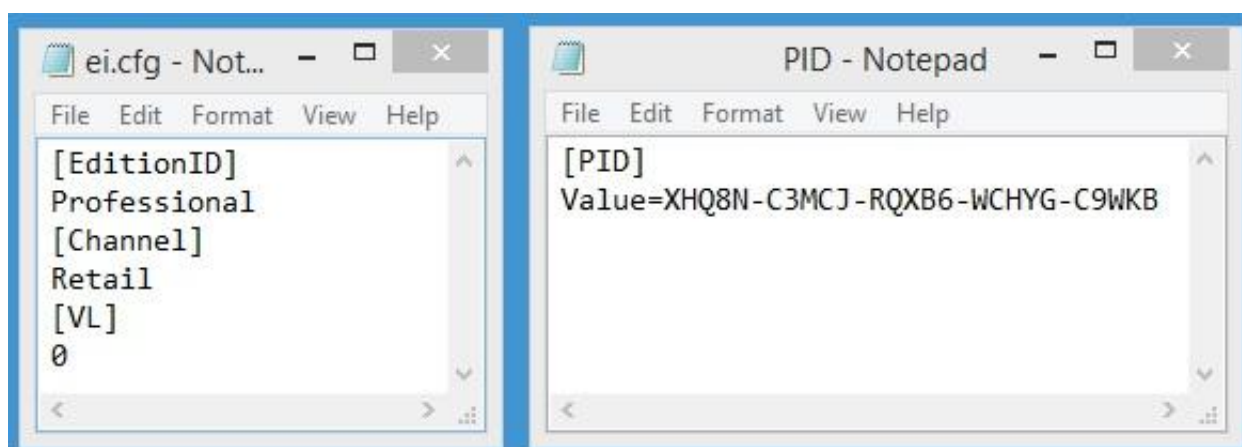 ei.cfg - Not...
File Edit Format View Help
[EditionID]
Professional
[Channel]
Retail
[VL]
0
PID - Notepad
File Edit Format View Help
[PID]
Value=XHQ8N-C3MCJ-RQXB6-WCHYG-C9WKB